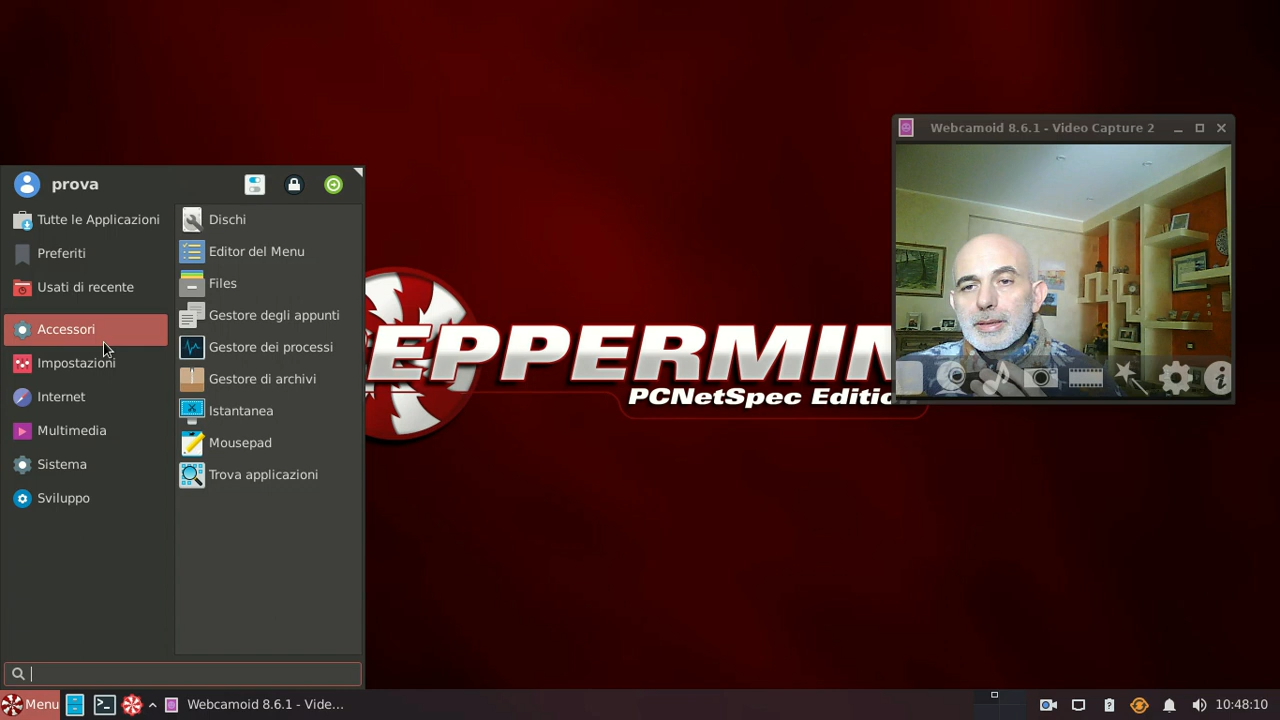 Webcamoid 8.6.1 - Video Capture 2
prova
Tutte le Applicazioni
Preferiti
Usati di recente
Accessori
Impostazioni
Internet
Multimedia
Sistema
Sviluppo
Dischi
Editor del Menu
Files
Gestore degli appunti
Gestore dei processi
Gestore di archivi
Istantanea
Mousepad
Trova applicazioni
EPPERMIN
PCNetSpec Editio
Menu
Webcamoid 8.6.1 - Vide...
10:48:10